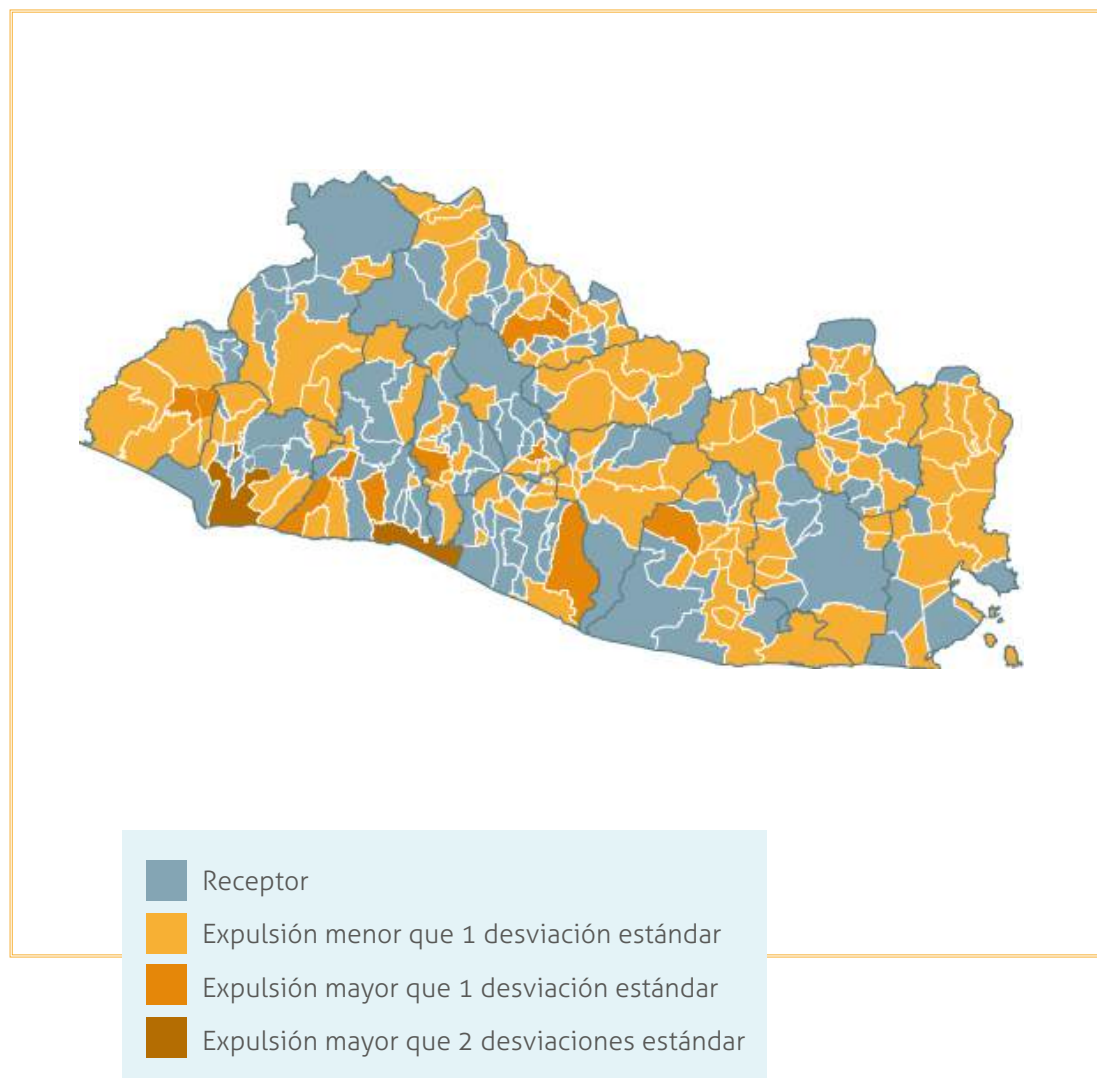 Receptor
Expulsión menor que 1 desviación estándar
Expulsión mayor que 1 desviación estándar
Expulsión mayor que 2 desviaciones estándar